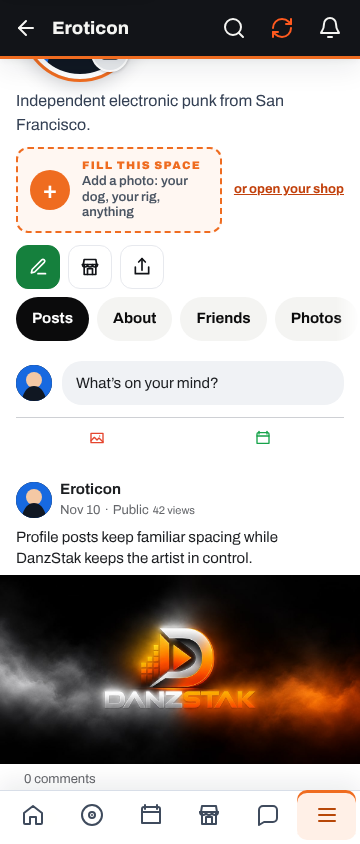 Eroticon
Independent electronic punk from San
Francisco.
FILL THIS SPACE
Add a photo: your
dog, your rig,
anything
or open your shop
Posts
About
Friends
Photos
What's on your mind?
Eroticon
Nov 10 · Public 42 views
Profile posts keep familiar spacing while
DanzStak keeps the artist in control.
DANZSTAK
0 comments